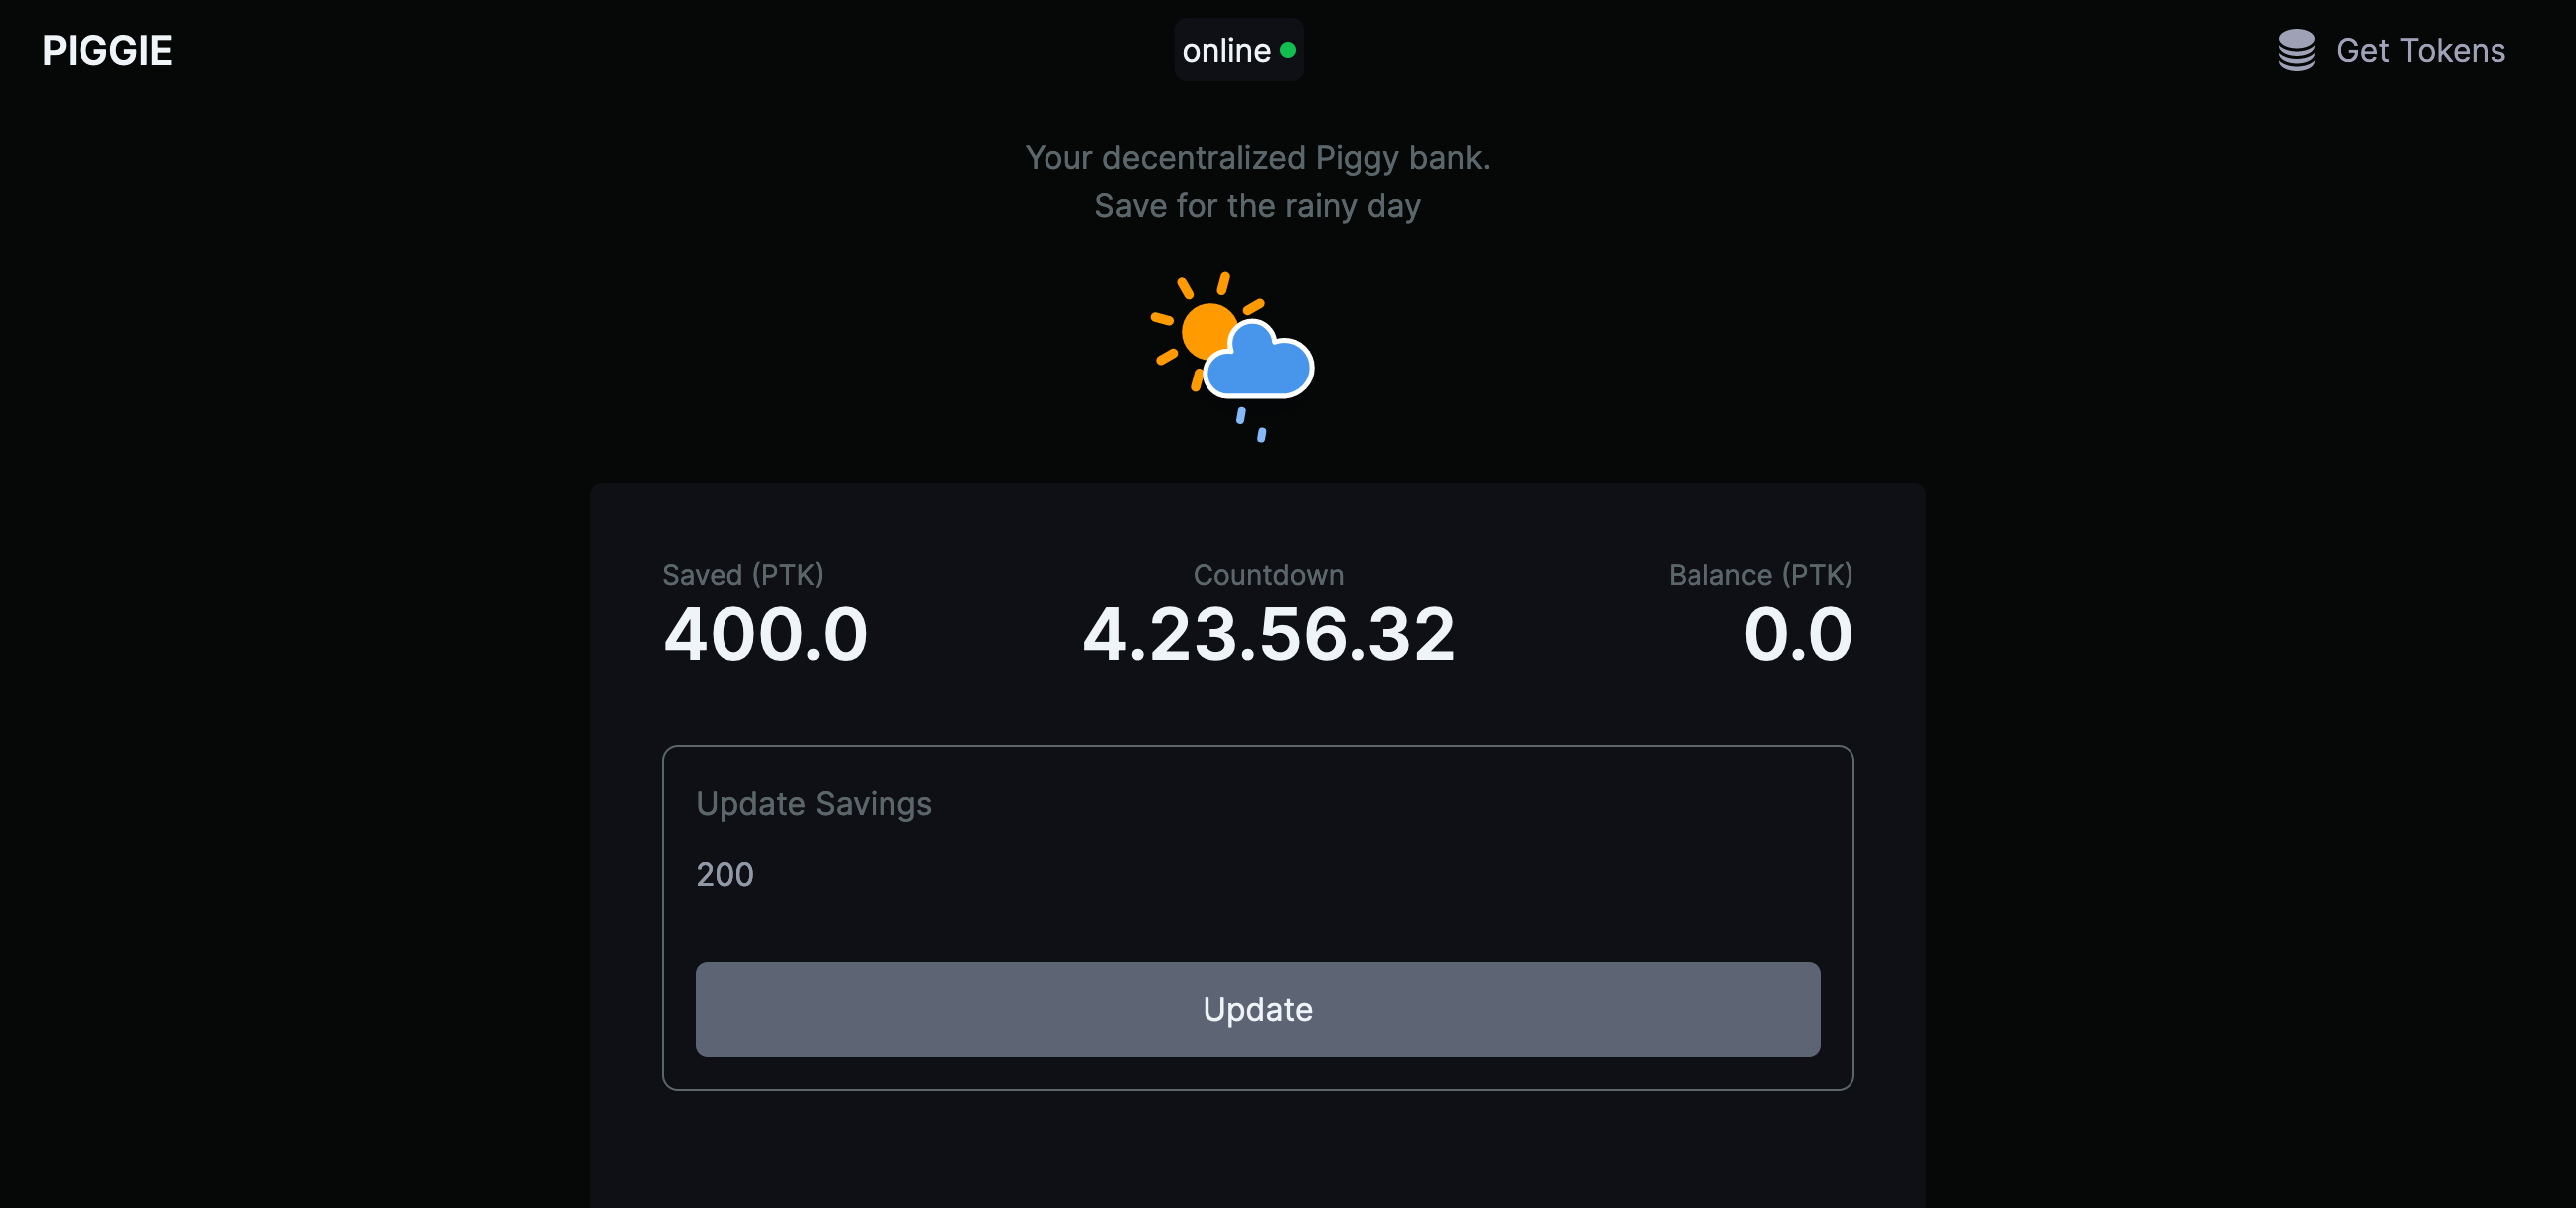 PIGGIE
online
Get Tokens
Your decentralized Piggy bank.
Save for the rainy day
Saved (PTK)
400.0
Countdown
4.23.56.32
Balance (PTK)
0.0
Update Savings
200
Update